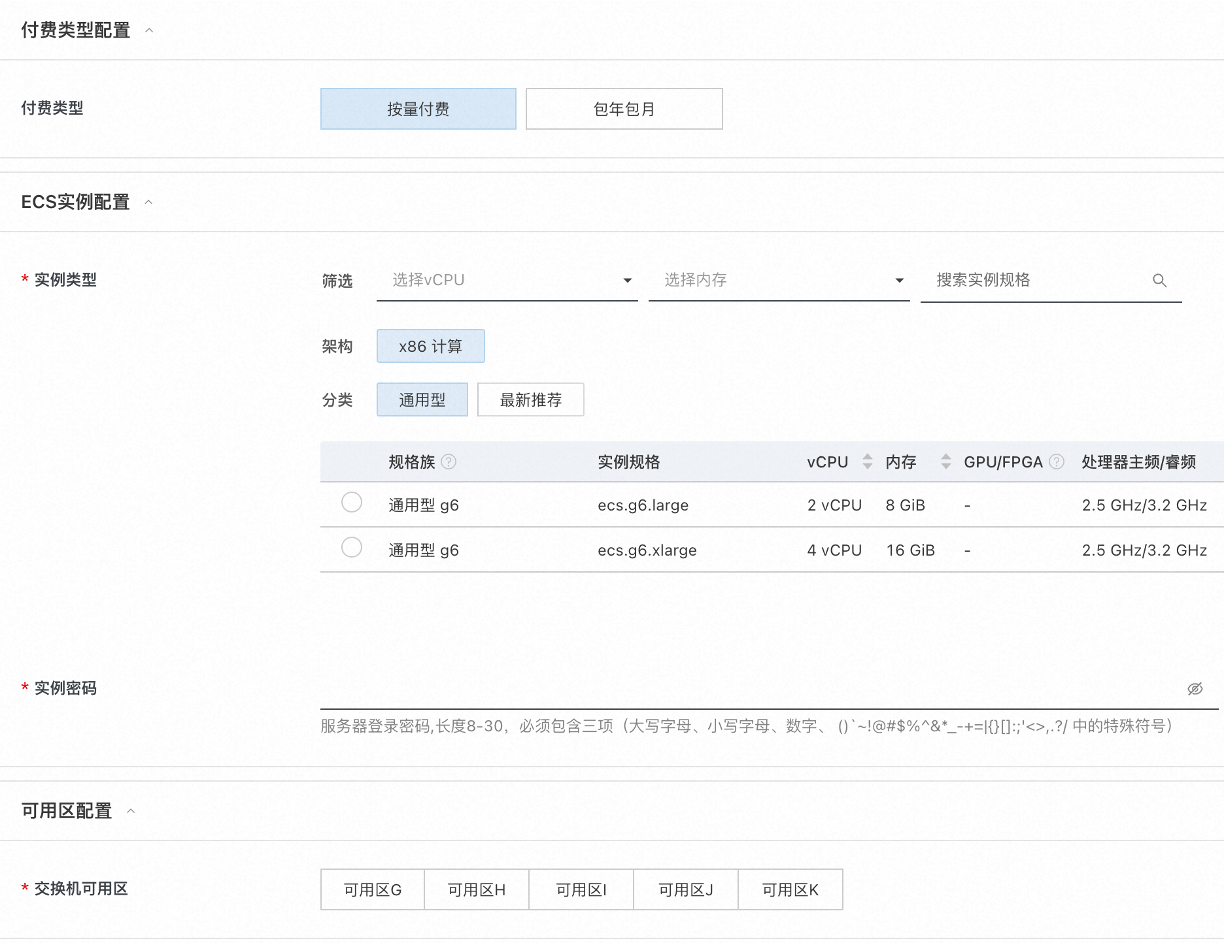 付费类型配置
付费类型
按量付费
包年包月
ECS实例配置
* 实例类型
筛选
选择vCPU
选择内存
搜索实例规格
架构
x86 计算
分类
通用型
最新推荐
规格族 实例规格 vCPU 内存 GPU/FPGA 处理器主频/睿频
通用型 g6 ecs.g6.large 2 vCPU 8 GiB - 2.5 GHz/3.2 GHz
通用型 g6 ecs.g6.xlarge 4 vCPU 16 GiB - 2.5 GHz/3.2 GHz
* 实例密码
服务器登录密码,长度8-30，必须包含三项（大写字母、小写字母、数字、 ()`~!@#$%^&*_-+=|{}[]:;'<>,.?/ 中的特殊符号）
可用区配置
* 交换机可用区
可用区G
可用区H
可用区I
可用区J
可用区K